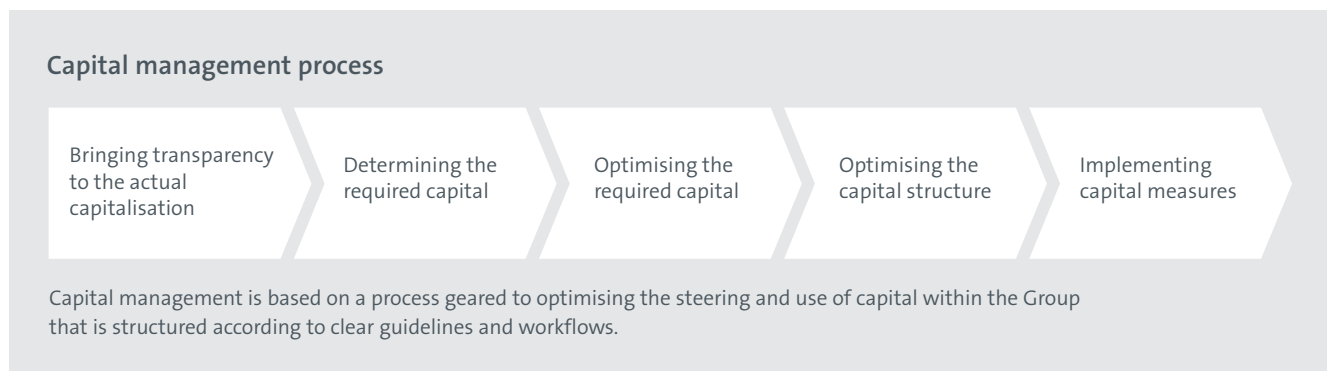 Capital management process
Bringing transparency
to the actual
capitalisation
Determining the
required capital
Optimising the
required capital
Optimising the
capital structure
Implementing
capital measures
Capital management is based on a process geared to optimising the steering and use of capital within the Group
that is structured according to clear guidelines and workflows.